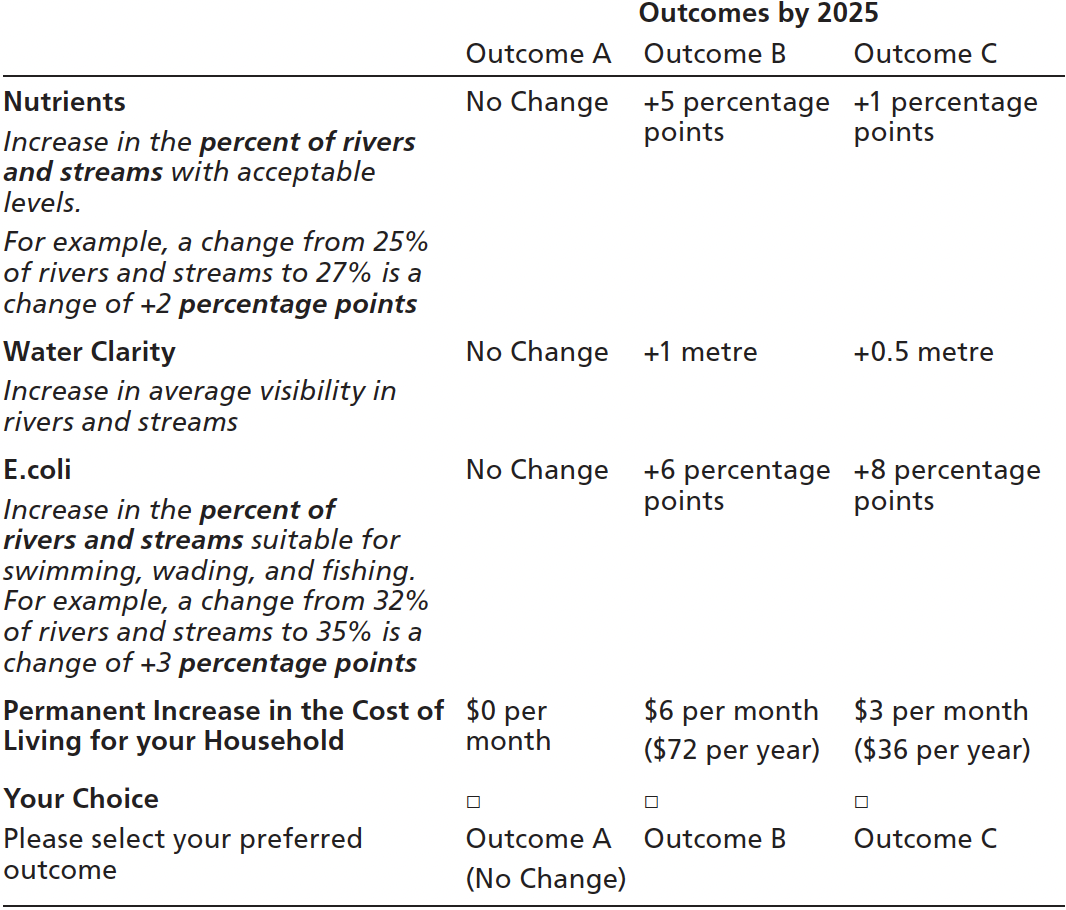 Outcomes by 2025
Outcome A Outcome B Outcome C
Nutrients No Change +5 percentage points +1 percentage points
Increase in the percent of rivers
and streams with acceptable
levels.
For example, a change from 25%
of rivers and streams to 27% is a
change of +2 percentage points
Water Clarity No Change +1 metre +0.5 metre
Increase in average visibility in
rivers and streams
E.coli No Change +6 percentage points +8 percentage points
Increase in the percent of
rivers and streams suitable for
swimming, wading, and fishing.
For example, a change from 32%
of rivers and streams to 35% is a
change of +3 percentage points
Permanent Increase in the Cost of $0 per $6 per month $3 per month
Living for your Household month ($72 per year) ($36 per year)
Your Choice □ □ □
Please select your preferred Outcome A Outcome B Outcome C
outcome (No Change)